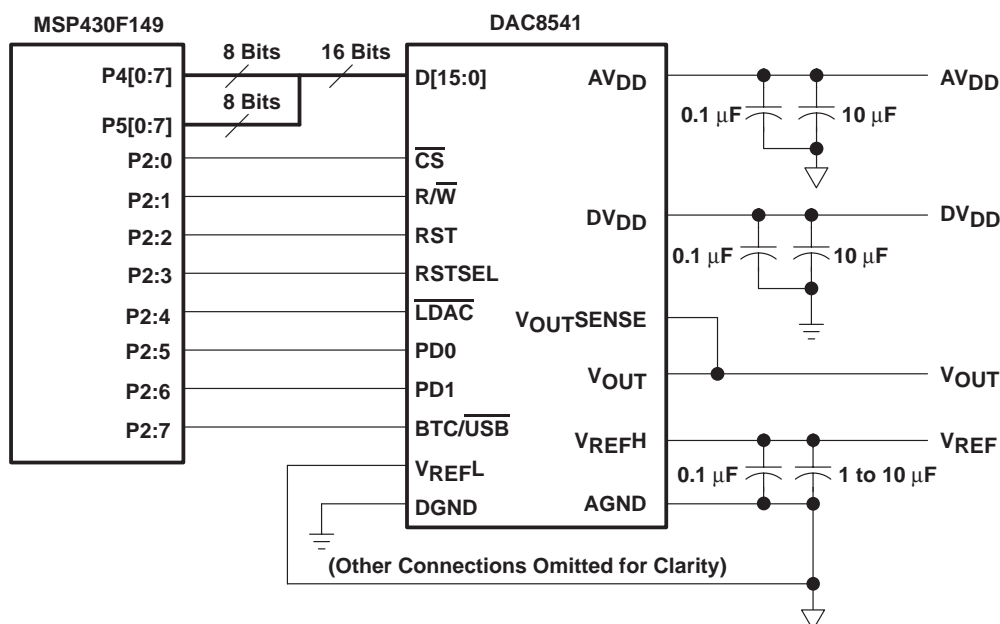 MSP430F149
DAC8541
8 Bits
16 Bits
P4[0:7]
D[15:0]
AVDD
AVDD
8 Bits
0.1 μF
10 μF
P5[0:7]
P2:0
CS
P2:1
R/W
DVDD
DVDD
P2:2
RST
0.1 μF
10 μF
P2:3
RSTSEL
P2:4
LDAC
VOUTSENSE
P2:5
PD0
VOUT
VOUT
P2:6
PD1
P2:7
BTC/USB
VREFH
VREF
VREFL
0.1 μF
1 to 10 μF
DGND
AGND
(Other Connections Omitted for Clarity)